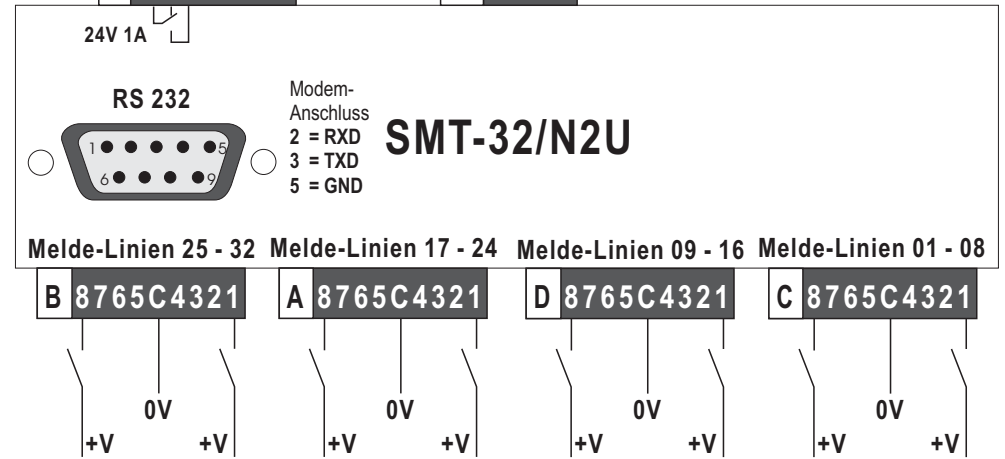 24V 1A
RS 232
Modem-
Anschluss
2 = RXD
3 = TXD
5 = GND
SMT-32/N2U
1 5
6 9
Melde-Linien 25 - 32 Melde-Linien 17 - 24 Melde-Linien 09 - 16 Melde-Linien 01 - 08
B 8765C4321 A 8765C4321 D 8765C4321 C 8765C4321
0V 0V 0V 0V
+V +V +V +V +V +V +V +V